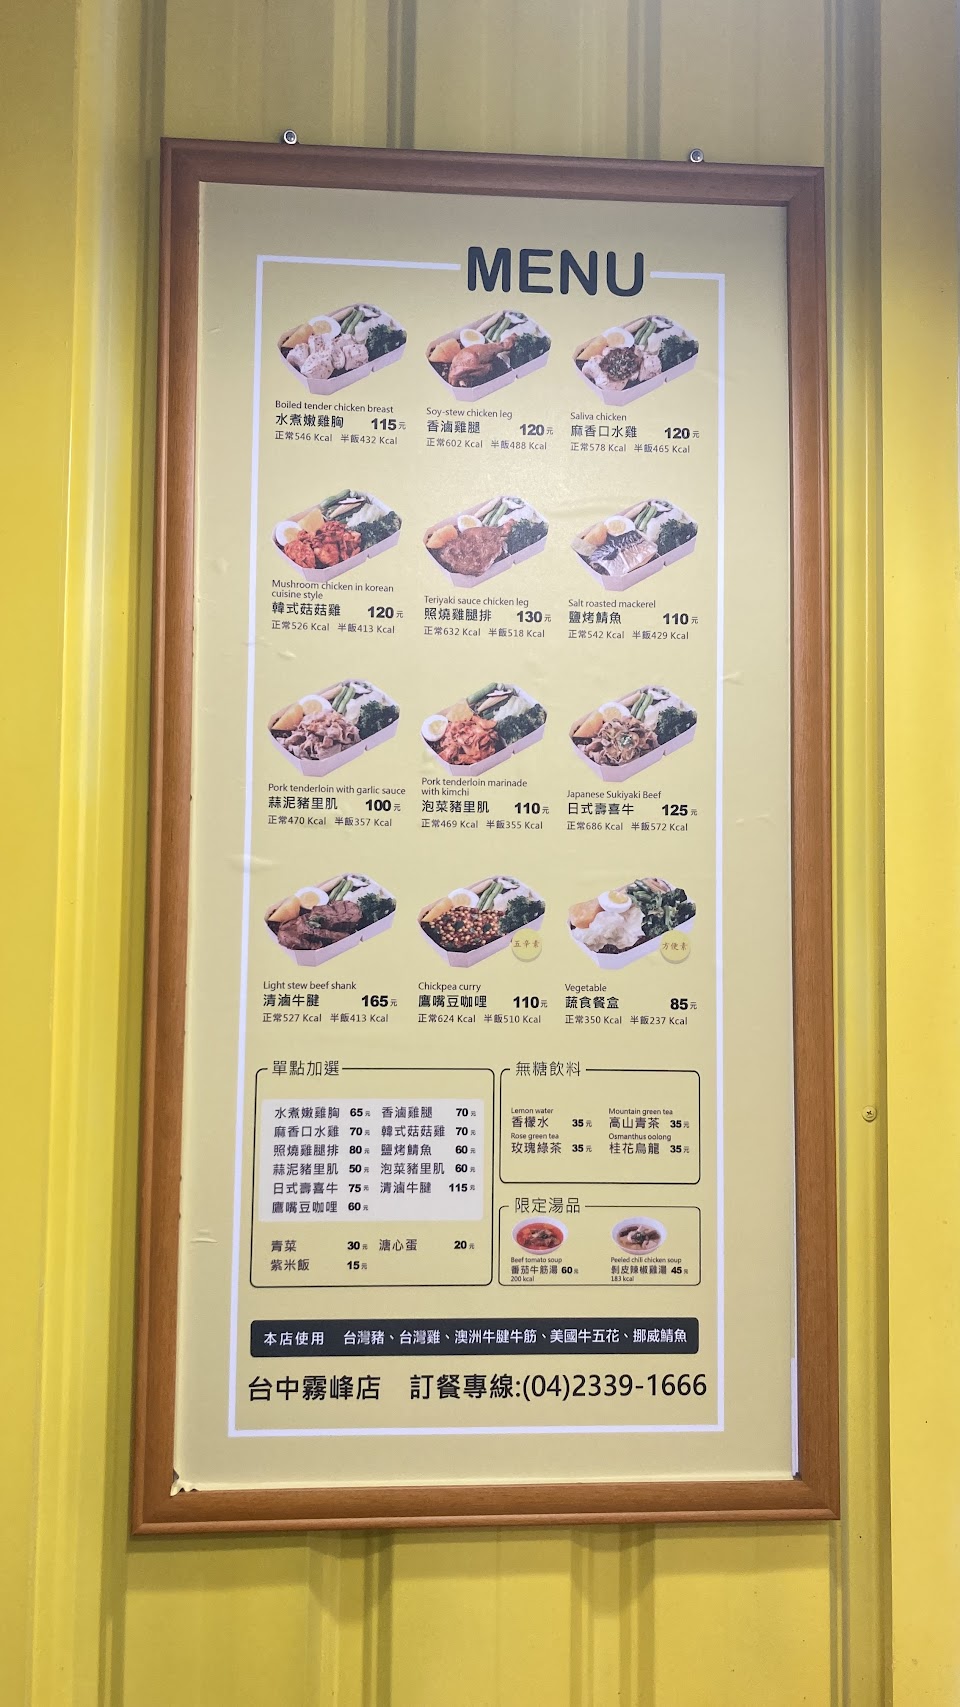 MENU
Boiled tender chicken breast
水煮嫩雞胸 115元
正常546 Kcal 半飯432 Kcal
Soy-stew chicken leg
香滷雞腿 120元
正常602 Kcal 半飯488 Kcal
Saliva chicken
麻香口水雞 120元
正常578 Kcal 半飯465 Kcal
Mushroom chicken in korean
cuisine style
韓式菇菇雞 120元
正常526 Kcal 半飯413 Kcal
Teriyaki sauce chicken leg
照燒雞腿排 130元
正常632 Kcal 半飯518 Kcal
Salt roasted mackerel
鹽烤鯖魚 110元
正常542 Kcal 半飯429 Kcal
Pork tenderloin with garlic sauce
蒜泥豬里肌 100元
正常470 Kcal 半飯357 Kcal
Pork tenderloin marinade
with kimchi
泡菜豬里肌 110元
正常469 Kcal 半飯355 Kcal
Japanese Sukiyaki Beef
日式壽喜牛 125元
正常686 Kcal 半飯572 Kcal
Light stew beef shank
清滷牛腱 165元
正常527 Kcal 半飯413 Kcal
五辛素
Chickpea curry
鷹嘴豆咖哩 110元
正常624 Kcal 半飯510 Kcal
方便素
Vegetable
蔬食餐盒 85元
正常350 Kcal 半飯237 Kcal
單點加選
水煮嫩雞胸 65元 香滷雞腿 70元
麻香口水雞 70元 韓式菇菇雞 70元
照燒雞腿排 80元 鹽烤鯖魚 60元
蒜泥豬里肌 50元 泡菜豬里肌 60元
日式壽喜牛 75元 清滷牛腱 115元
鷹嘴豆咖哩 60元
青菜 30元 溏心蛋 20元
紫米飯 15元
無糖飲料
Lemon water
香檬水 35元
Mountain green tea
高山青茶 35元
Rose green tea
玫瑰綠茶 35元
Osmanthus oolong
桂花烏龍 35元
限定湯品
Beef tomato soup
番茄牛筋湯 60元
200 kcal
Peeled chili chicken soup
剝皮辣椒雞湯 45元
183 kcal
本店使用 台灣豬、台灣雞、澳洲牛腱牛筋、美國牛五花、挪威鯖魚
台中霧峰店 訂餐專線:(04)2339-1666